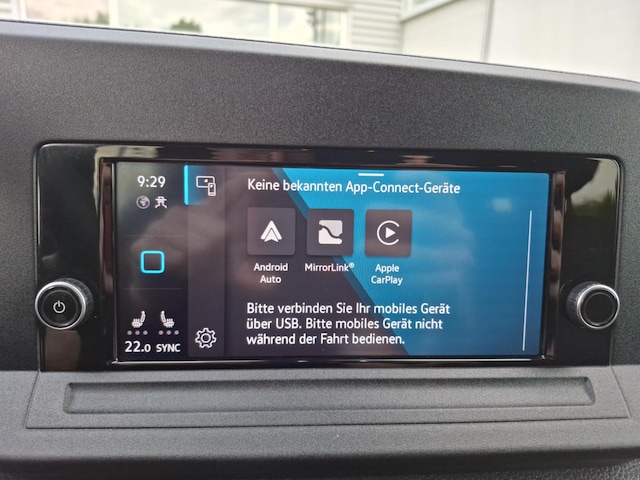 9:29
Keine bekannten App-Connect-Geräte
Android
Auto
MirrorLink®
Apple
CarPlay
Bitte verbinden Sie Ihr mobiles Gerät
über USB. Bitte mobiles Gerät nicht
während der Fahrt bedienen.
22.0 SYNC